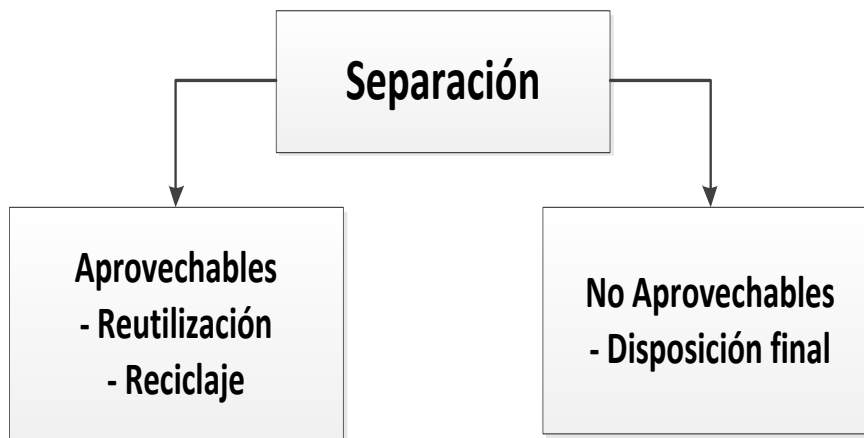 Separación
Aprovechables
- Reutilización
- Reciclaje
No Aprovechables
- Disposición final